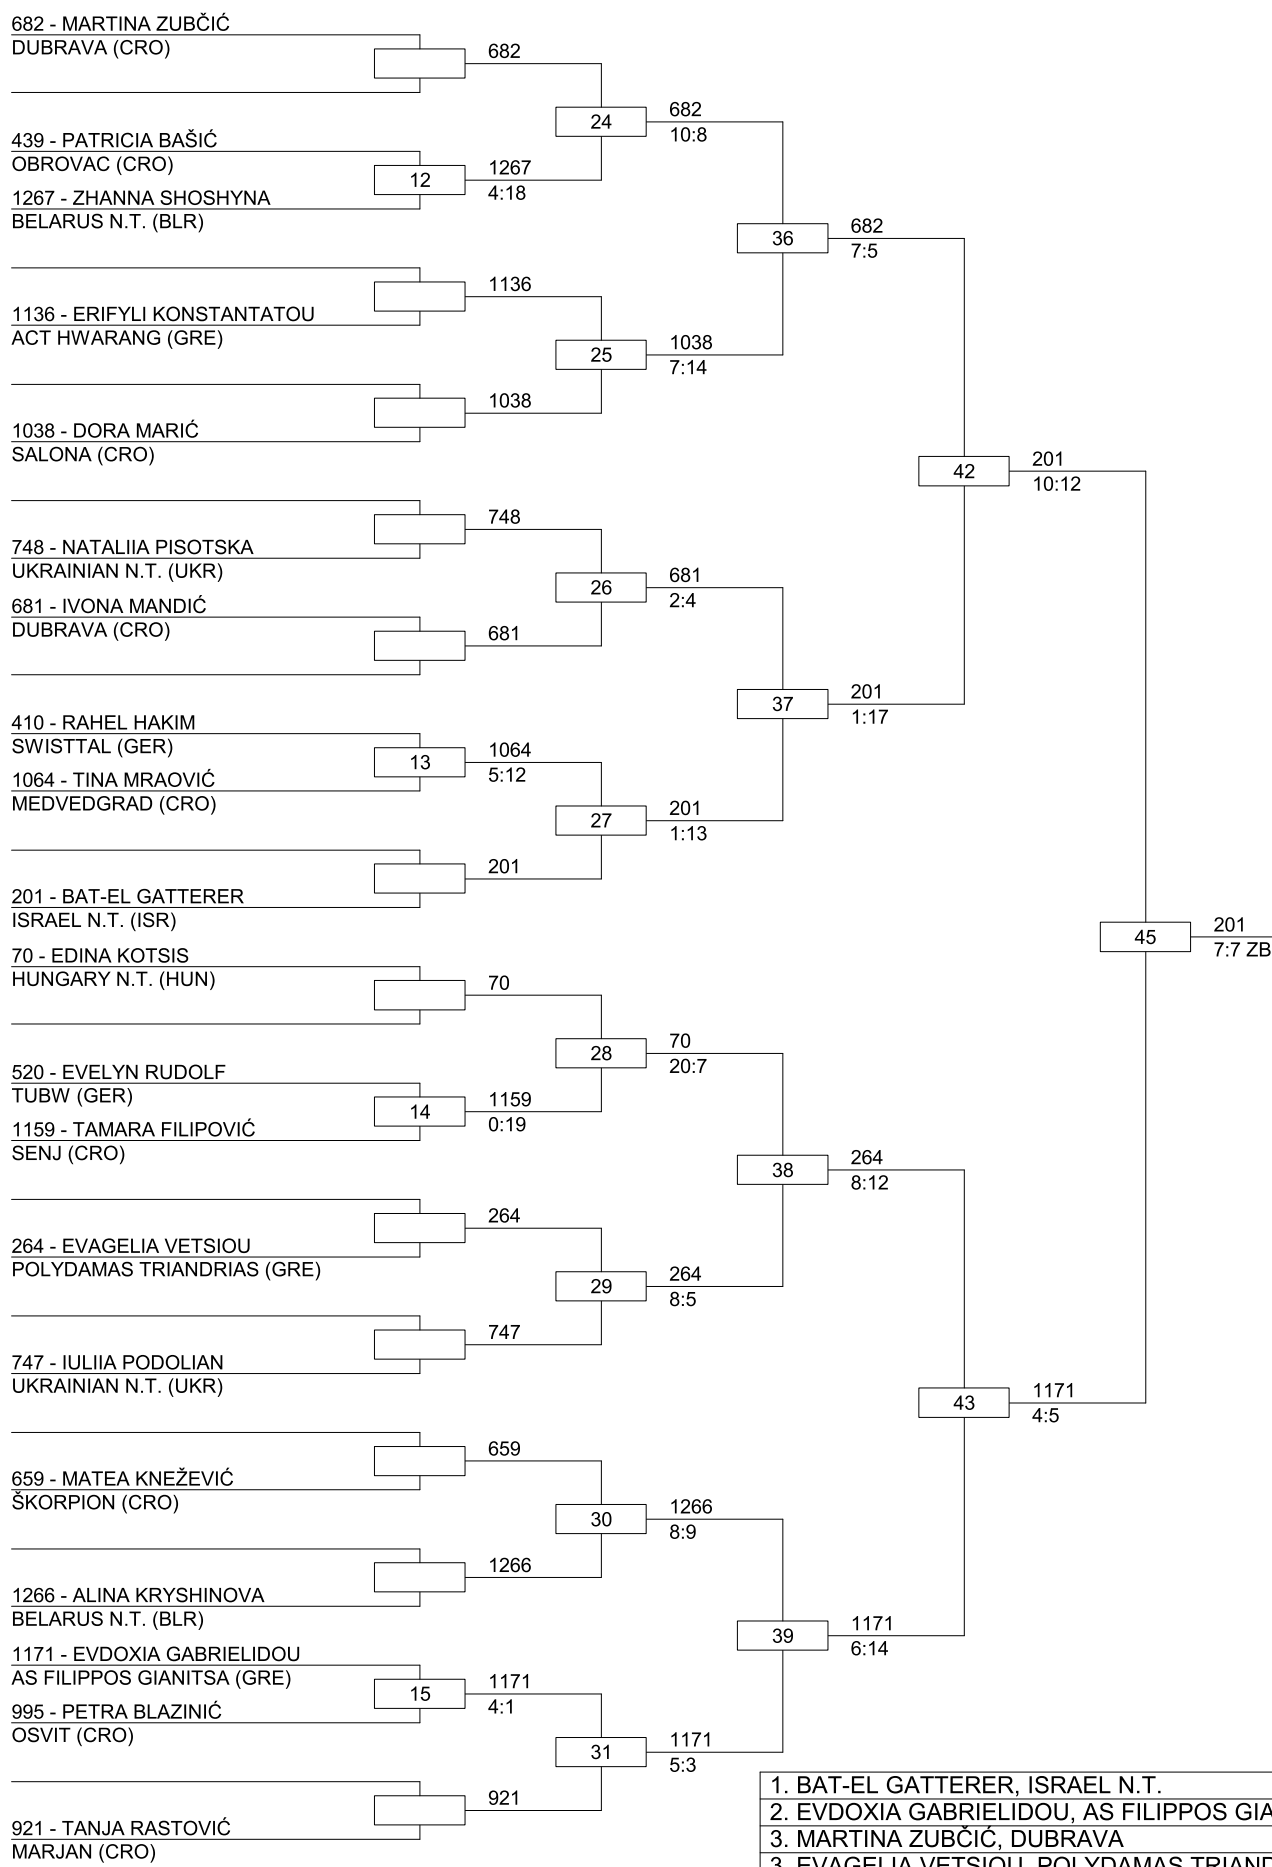 682 - MARTINA ZUBČIĆ
DUBRAVA (CRO)
682
24
682
10:8
439 - PATRICIA BAŠIĆ
OBROVAC (CRO)
12
1267
4:18
1267 - ZHANNA SHOSHYNA
BELARUS N.T. (BLR)
36
682
7:5
1136
1136 - ERIFYLI KONSTANTATOU
ACT HWARANG (GRE)
25
1038
7:14
1038
1038 - DORA MARIĆ
SALONA (CRO)
42
201
10:12
748
748 - NATALIIA PISOTSKA
UKRAINIAN N.T. (UKR)
26
681
2:4
681 - IVONA MANDIĆ
DUBRAVA (CRO)
681
37
201
1:17
410 - RAHEL HAKIM
SWISTTAL (GER)
13
1064
5:12
1064 - TINA MRAOVIĆ
MEDVEDGRAD (CRO)
27
201
1:13
201
201 - BAT-EL GATTERER
ISRAEL N.T. (ISR)
45
201
7:7 ZB
70 - EDINA KOTSIS
HUNGARY N.T. (HUN)
70
28
70
20:7
520 - EVELYN RUDOLF
TUBW (GER)
14
1159
0:19
1159 - TAMARA FILIPOVIĆ
SENJ (CRO)
38
264
8:12
264
264 - EVAGELIA VETSIOU
POLYDAMAS TRIANDRIAS (GRE)
29
264
8:5
747
747 - IULIIA PODOLIAN
UKRAINIAN N.T. (UKR)
43
1171
4:5
659
659 - MATEA KNEŽEVIĆ
ŠKORPION (CRO)
30
1266
8:9
1266
1266 - ALINA KRYSHINOVA
BELARUS N.T. (BLR)
39
1171
6:14
1171 - EVDOXIA GABRIELIDOU
AS FILIPPOS GIANITSA (GRE)
15
1171
4:1
995 - PETRA BLAZINIĆ
OSVIT (CRO)
31
1171
5:3
921
921 - TANJA RASTOVIĆ
MARJAN (CRO)
1. BAT-EL GATTERER, ISRAEL N.T.
2. EVDOXIA GABRIELIDOU, AS FILIPPOS GIA
3. MARTINA ZUBČIĆ, DUBRAVA
3. EVAGELIA VETSIOU, POLYDAMAS TRIAND